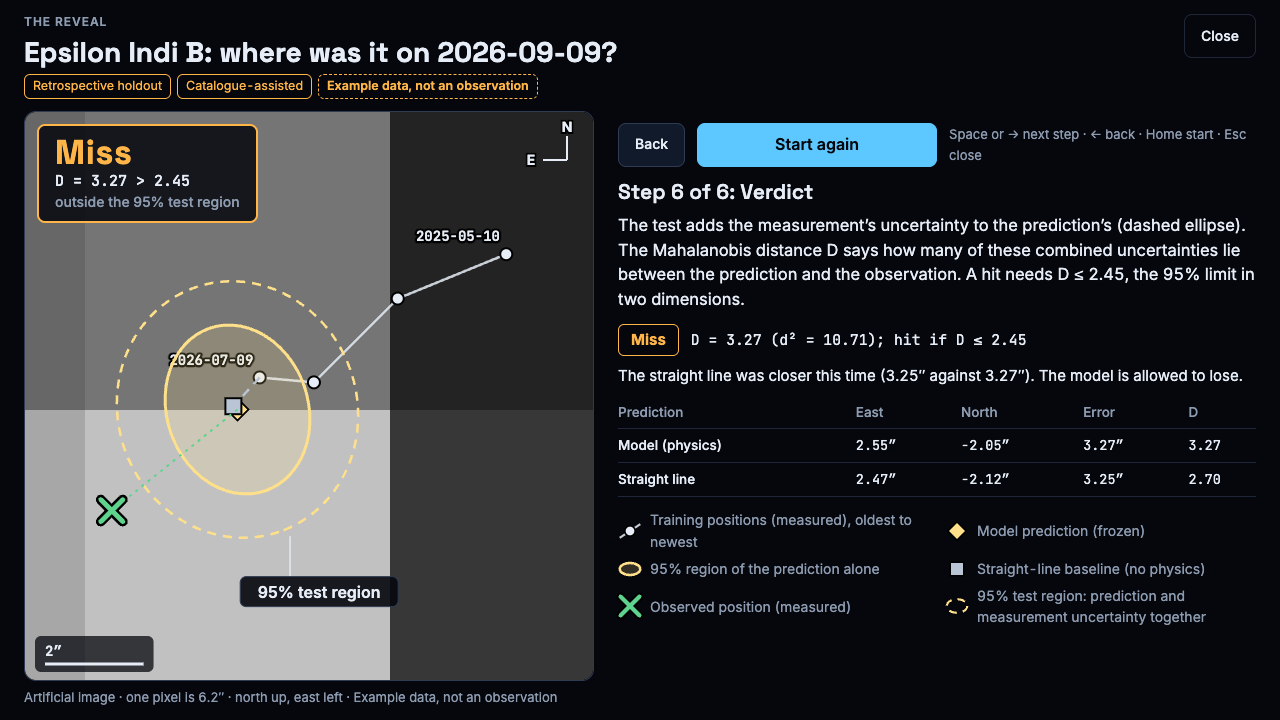 THE REVEAL
Epsilon Indi B: where was it on 2026-09-09?
Close
Retrospective holdout
Catalogue-assisted
Example data, not an observation
Miss
D = 3.27 > 2.45
outside the 95% test region
N
E
2025-05-10
2026-07-09
95% test region
2″
Artificial image · one pixel is 6.2″ · north up, east left · Example data, not an observation
Back
Start again
Space or → next step · ← back · Home start · Esc
close
Step 6 of 6: Verdict
The test adds the measurement’s uncertainty to the prediction’s (dashed ellipse).
The Mahalanobis distance D says how many of these combined uncertainties lie
between the prediction and the observation. A hit needs D ≤ 2.45, the 95% limit in
two dimensions.
Miss D = 3.27 (d² = 10.71); hit if D ≤ 2.45
The straight line was closer this time (3.25″ against 3.27″). The model is allowed to lose.
Prediction East North Error D
Model (physics) 2.55″ -2.05″ 3.27″ 3.27
Straight line 2.47″ -2.12″ 3.25″ 2.70
Training positions (measured), oldest to
newest
Model prediction (frozen)
95% region of the prediction alone
Straight-line baseline (no physics)
Observed position (measured)
95% test region: prediction and
measurement uncertainty together